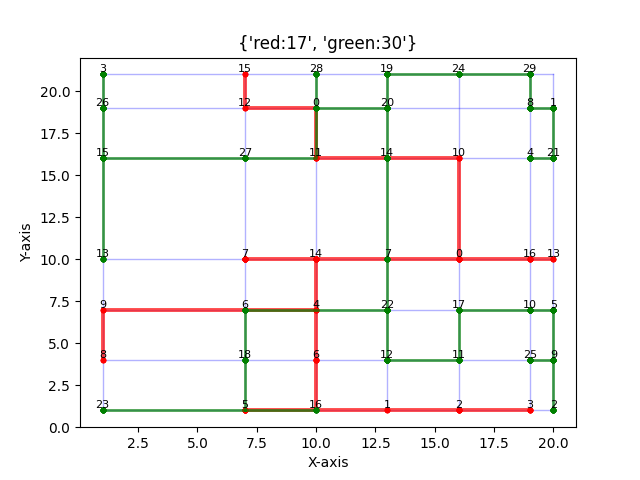 {'red:17', 'green:30'}
3 15 28 19 24 29
20.0
26 12 0 20 8 1
17.5
15 27 11 14 10 4 21
15.0
12.5
13 7 14 7 0 16 13
10.0
Y-axis
7.5
9 6 4 22 17 10 5
5.0
8 18 6 12 11 25 9
2.5
23 5 16 1 2 3 2
0.0
2.5 5.0 7.5 10.0 12.5 15.0 17.5 20.0
X-axis